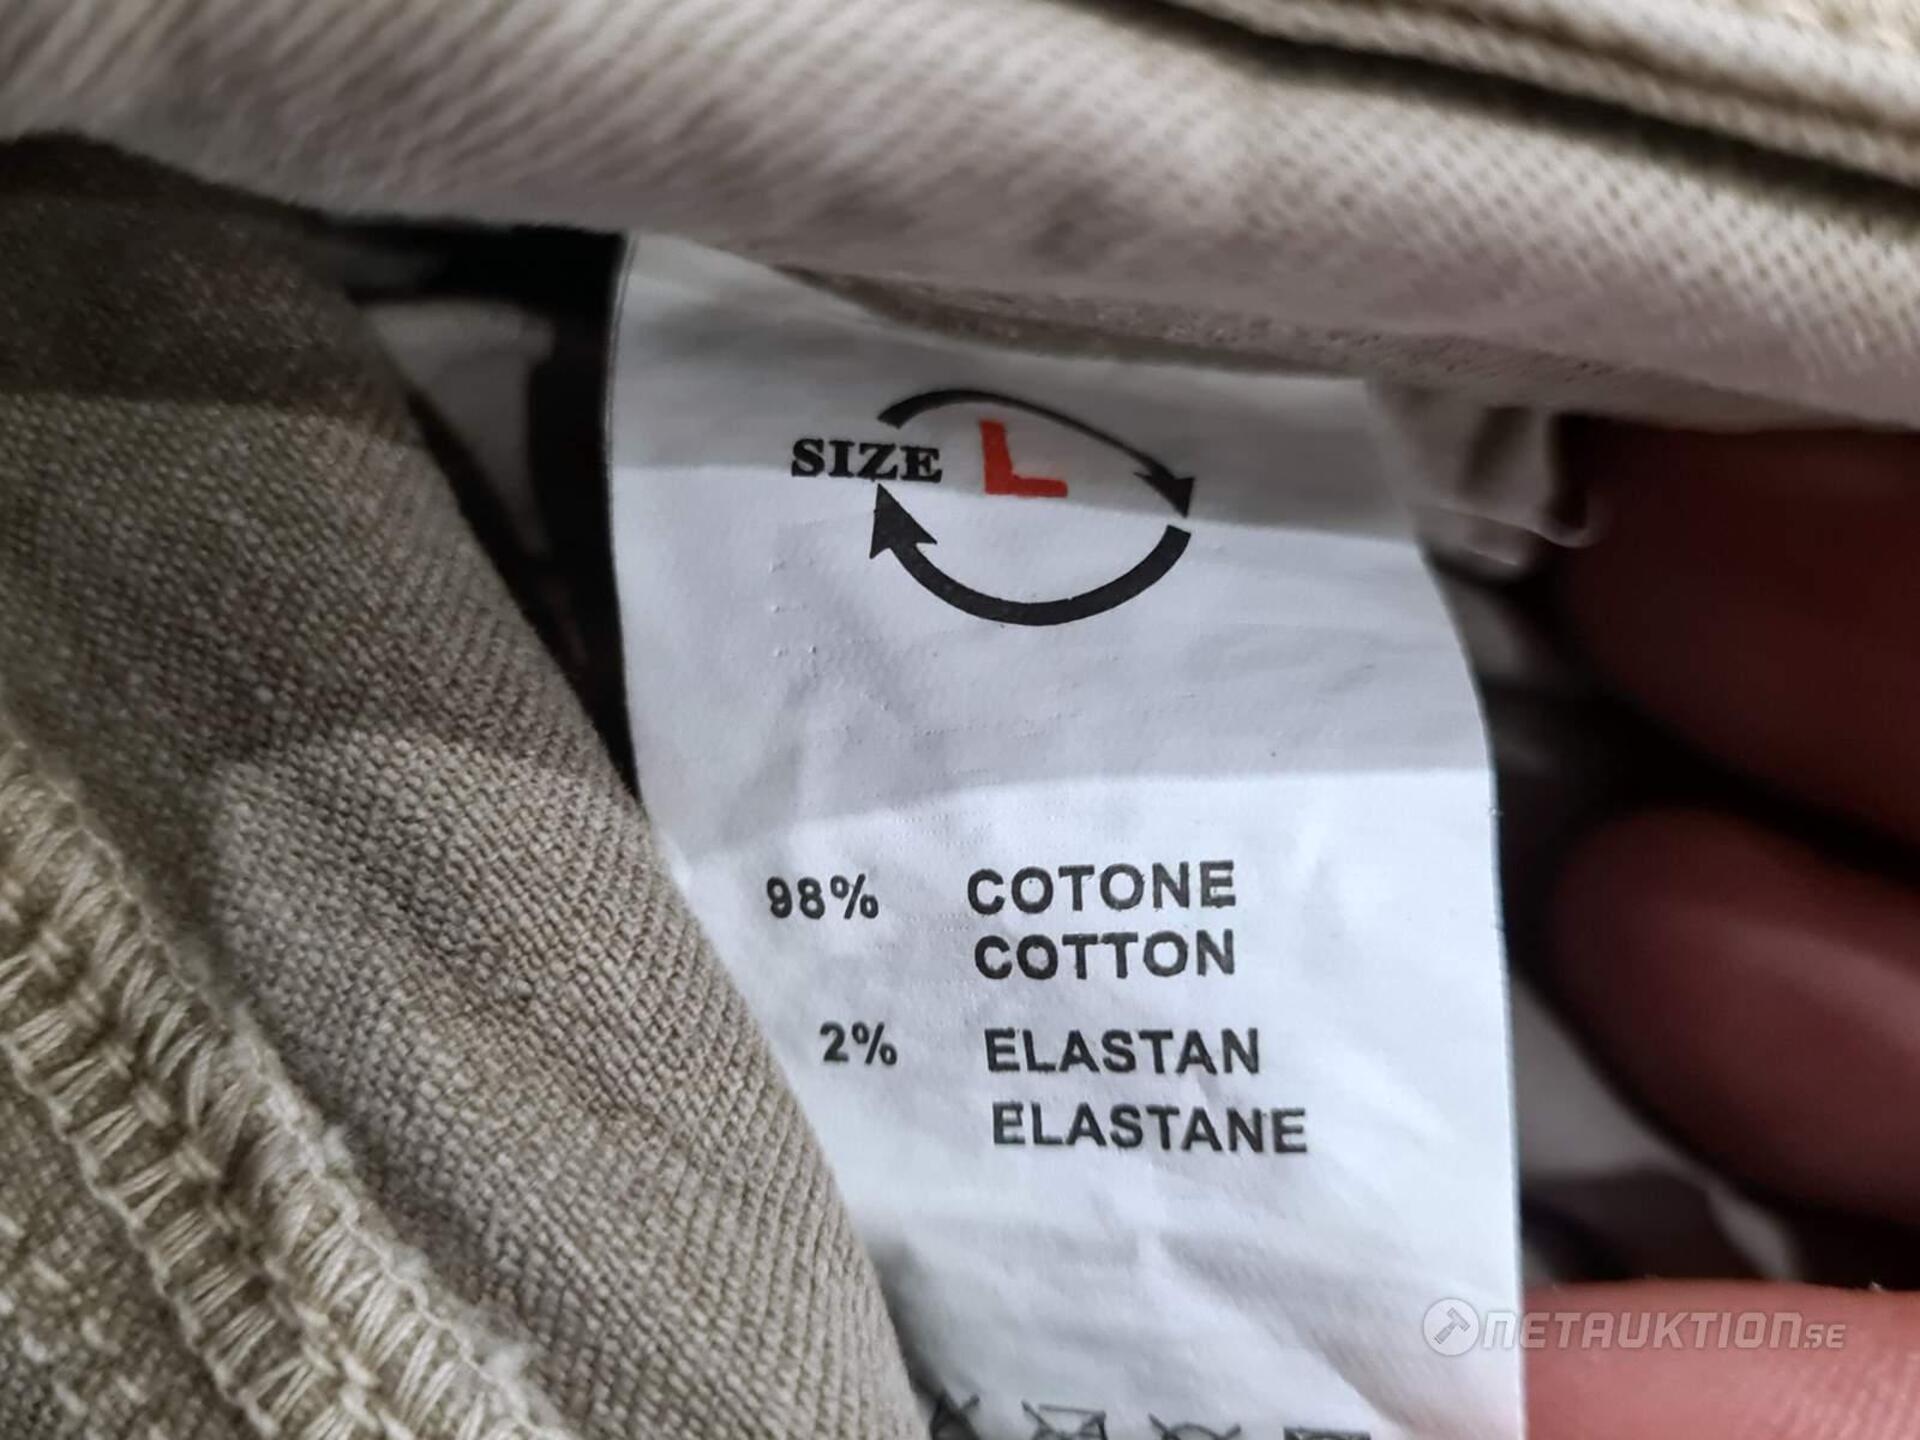 SIZE L
98% COTONE
COTTON
2% ELASTAN
ELASTANE
NETAUKTION.SE